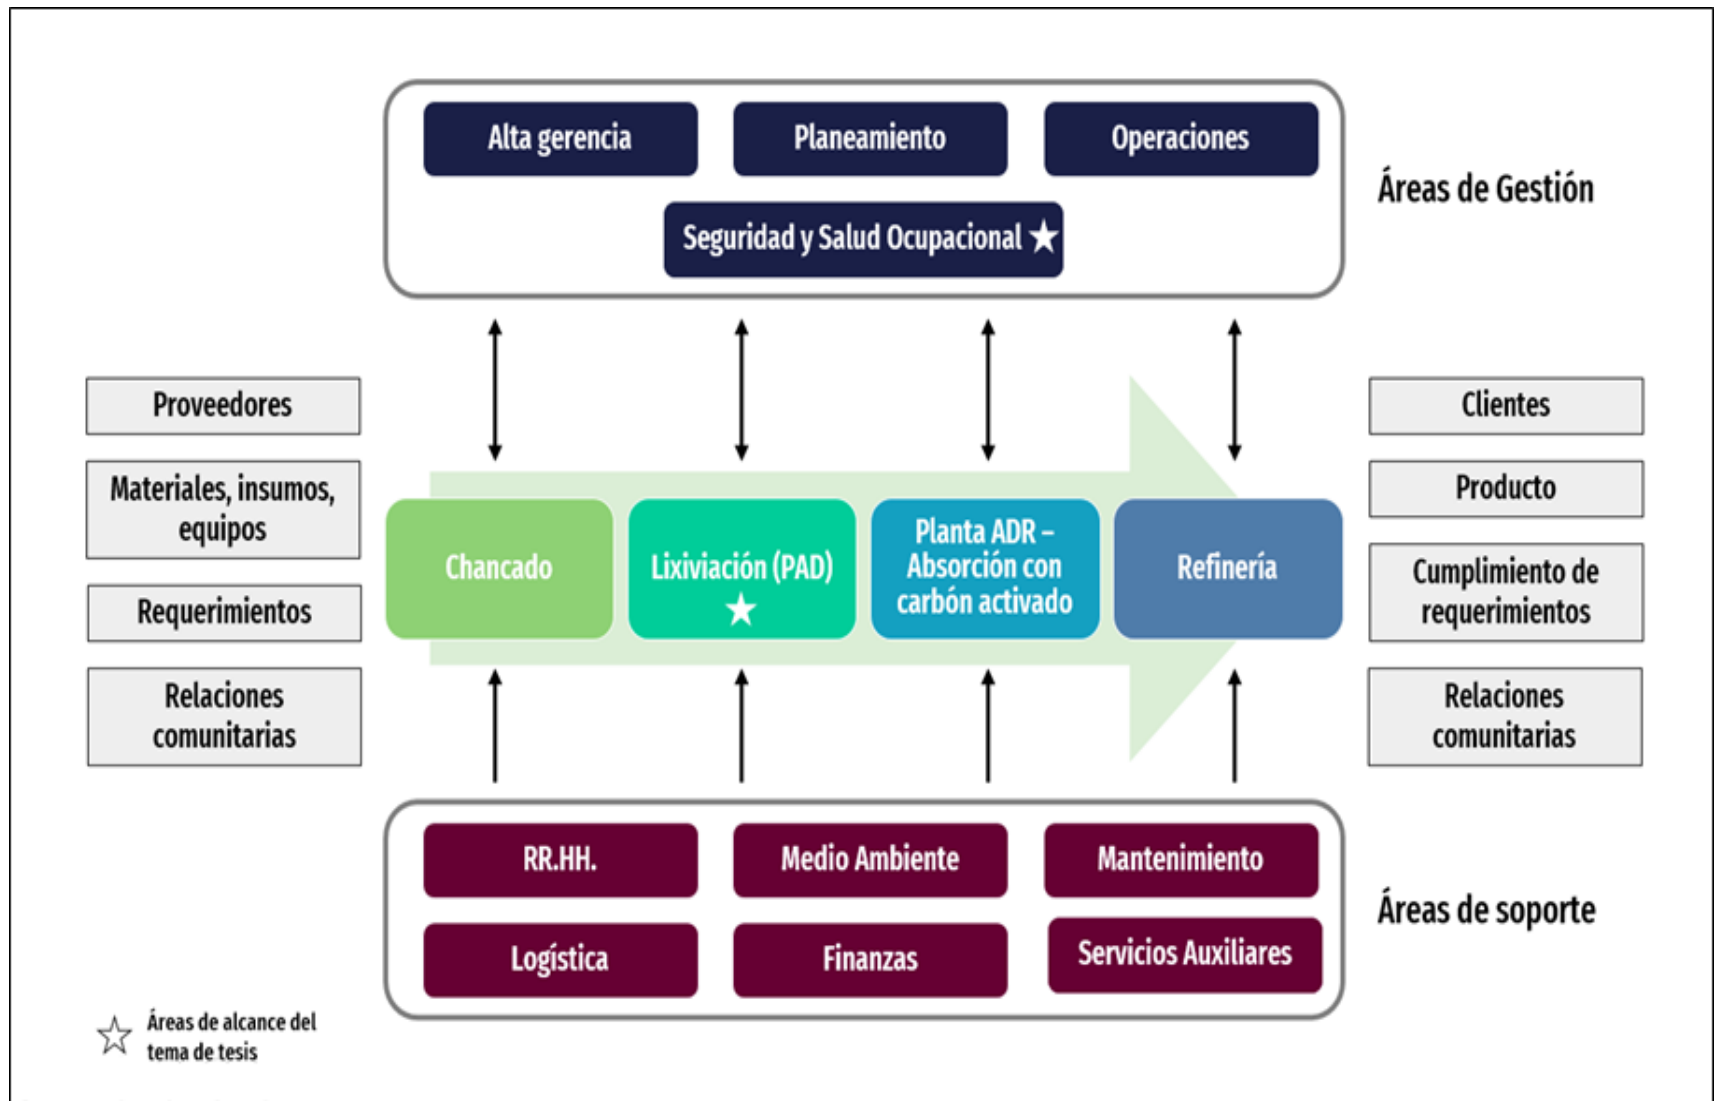 Alta gerencia
Planeamiento
Operaciones
Seguridad y Salud Ocupacional
Áreas de Gestión
Proveedores
Materiales, insumos,
equipos
Requerimientos
Relaciones
comunitarias
Chancado
Lixiviación (PAD)
Planta ADR –
Absorción con
carbón activado
Refinería
Clientes
Producto
Cumplimiento de
requerimientos
Relaciones
comunitarias
RR.HH.
Medio Ambiente
Mantenimiento
Logística
Finanzas
Servicios Auxiliares
Áreas de soporte
Áreas de alcance del
tema de tesis